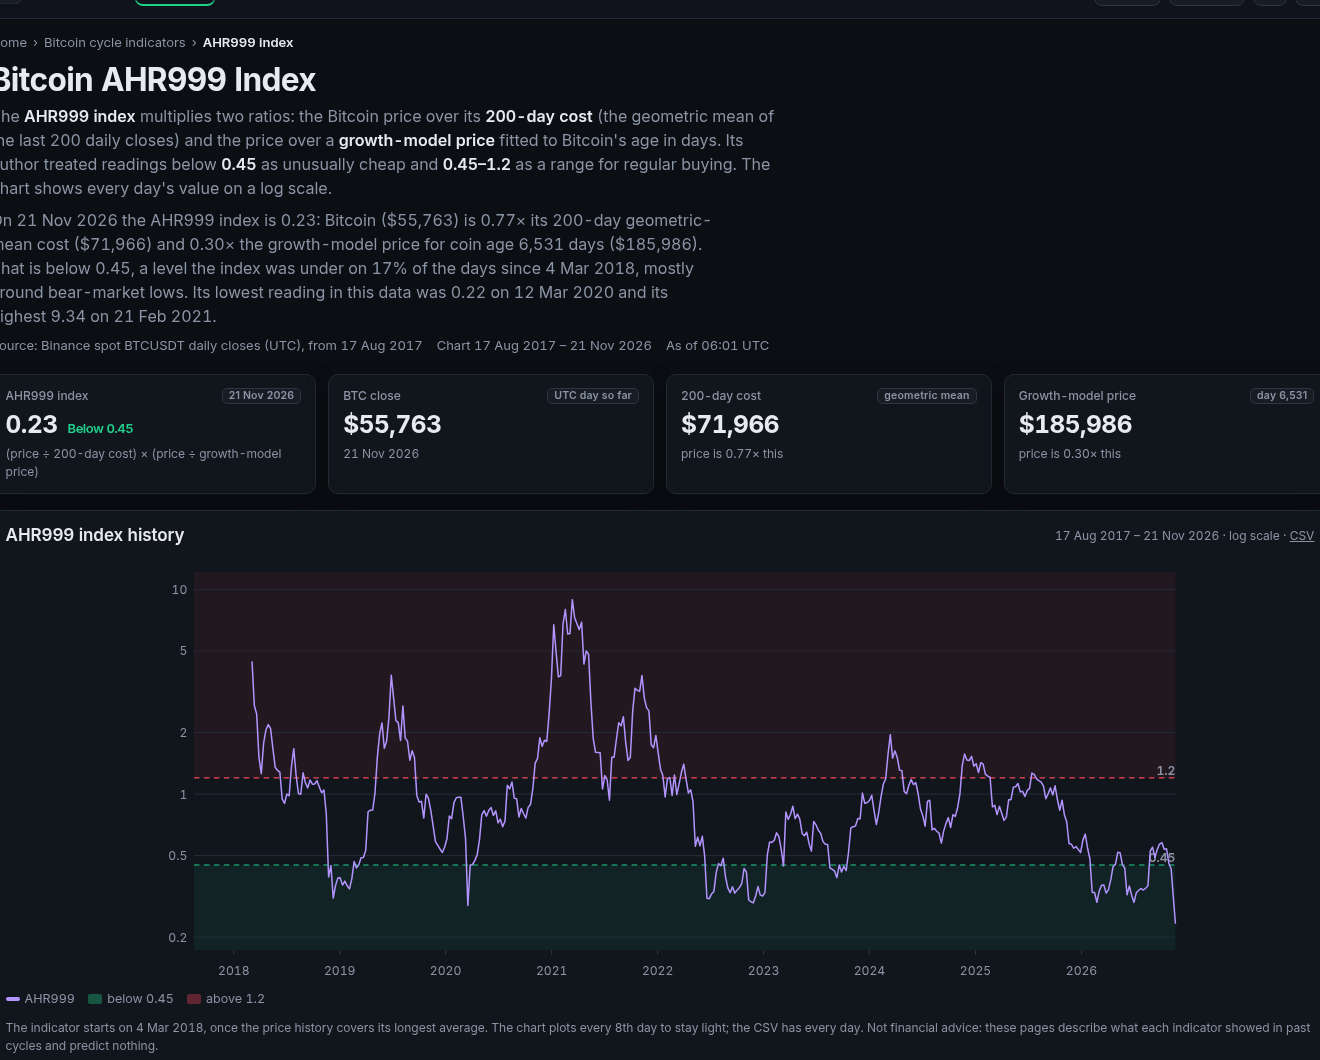 ome › Bitcoin cycle indicators › AHR999 index
Bitcoin AHR999 Index
he AHR999 index multiplies two ratios: the Bitcoin price over its 200-day cost (the geometric mean of
he last 200 daily closes) and the price over a growth-model price fitted to Bitcoin's age in days. Its
uthor treated readings below 0.45 as unusually cheap and 0.45–1.2 as a range for regular buying. The
hart shows every day's value on a log scale.
On 21 Nov 2026 the AHR999 index is 0.23: Bitcoin ($55,763) is 0.77× its 200-day geometric-
mean cost ($71,966) and 0.30× the growth-model price for coin age 6,531 days ($185,986).
hat is below 0.45, a level the index was under on 17% of the days since 4 Mar 2018, mostly
round bear-market lows. Its lowest reading in this data was 0.22 on 12 Mar 2020 and its
ighest 9.34 on 21 Feb 2021.
ource: Binance spot BTCUSDT daily closes (UTC), from 17 Aug 2017 Chart 17 Aug 2017 – 21 Nov 2026 As of 06:01 UTC
AHR999 index 21 Nov 2026
0.23 Below 0.45
(price ÷ 200-day cost) × (price ÷ growth-model
price)
BTC close UTC day so far
$55,763
21 Nov 2026
200-day cost geometric mean
$71,966
price is 0.77× this
Growth-model price day 6,531
$185,986
price is 0.30× this
AHR999 index history 17 Aug 2017 – 21 Nov 2026 · log scale · CSV
10
5
2
1.2
1
0.5
0.45
0.2
2018 2019 2020 2021 2022 2023 2024 2025 2026
AHR999 below 0.45 above 1.2
The indicator starts on 4 Mar 2018, once the price history covers its longest average. The chart plots every 8th day to stay light; the CSV has every day. Not financial advice: these pages describe what each indicator showed in past
cycles and predict nothing.